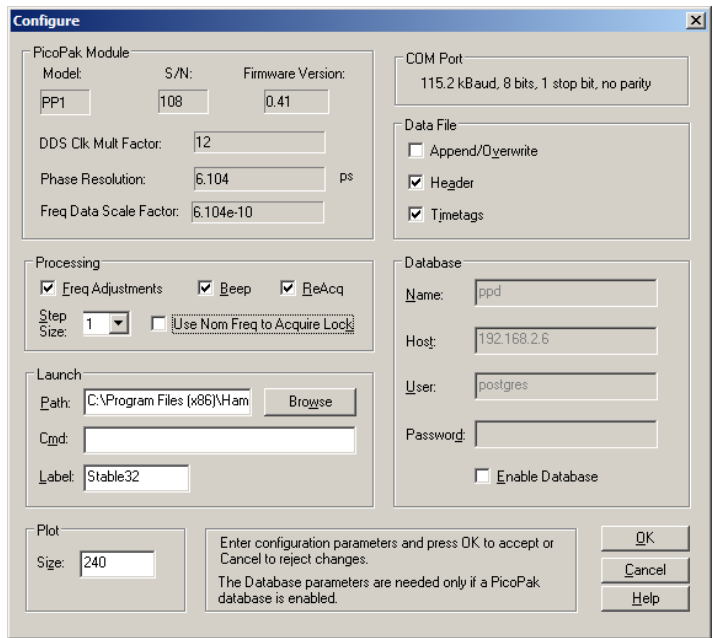 Configure
PicoPak Module
Model: S/N: Firmware Version:
PP1 108 0.41
DDS Clk Mult Factor: 12
Phase Resolution: 6.104 ps
Freq Data Scale Factor: 6.104e-10
COM Port
115.2 kBaud, 8 bits, 1 stop bit, no parity
Data File
Append/Overwrite
Header
Timetags
Processing
Freq Adjustments Beep ReAcq
Step Size: 1 Use Nom Freq to Acquire Lock
Database
Name: ppd
Host: 192.168.2.6
User: postgres
Password:
Enable Database
Launch
Path: C:\Program Files (x86)\Ham Browse
Cmd:
Label: Stable32
Plot
Size: 240
Enter configuration parameters and press OK to accept or
Cancel to reject changes.
The Database parameters are needed only if a PicoPak
database is enabled.
OK
Cancel
Help